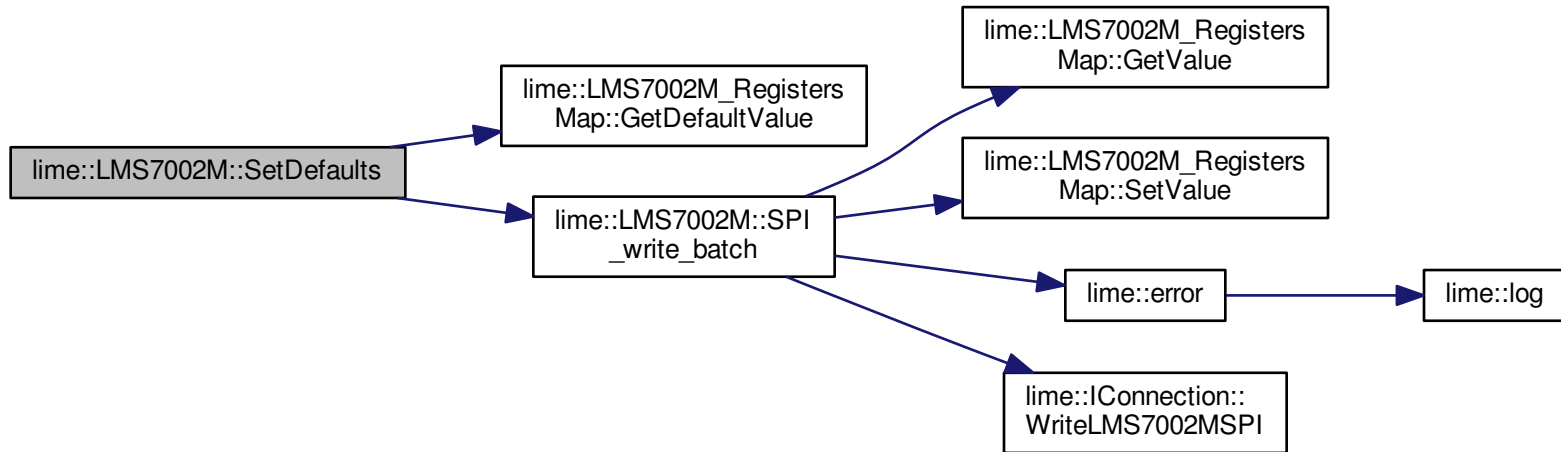 lime::LMS7002M::SetDefaults
lime::LMS7002M_Registers
Map::GetDefaultValue
lime::LMS7002M::SPI
_write_batch
lime::LMS7002M_Registers
Map::GetValue
lime::LMS7002M_Registers
Map::SetValue
lime::error
lime::log
lime::IConnection::
WriteLMS7002MSPI